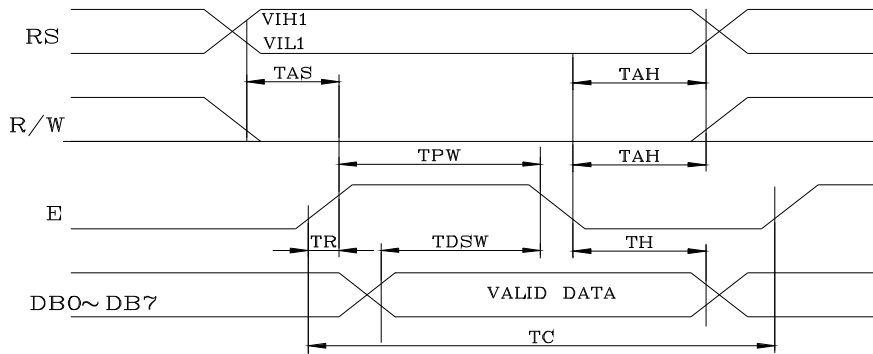 RS
VIH1
VIL1
TAS
TAH
R/W
TPW
TAH
E
TR
TDSW
TH
DB0~DB7
VALID DATA
TC